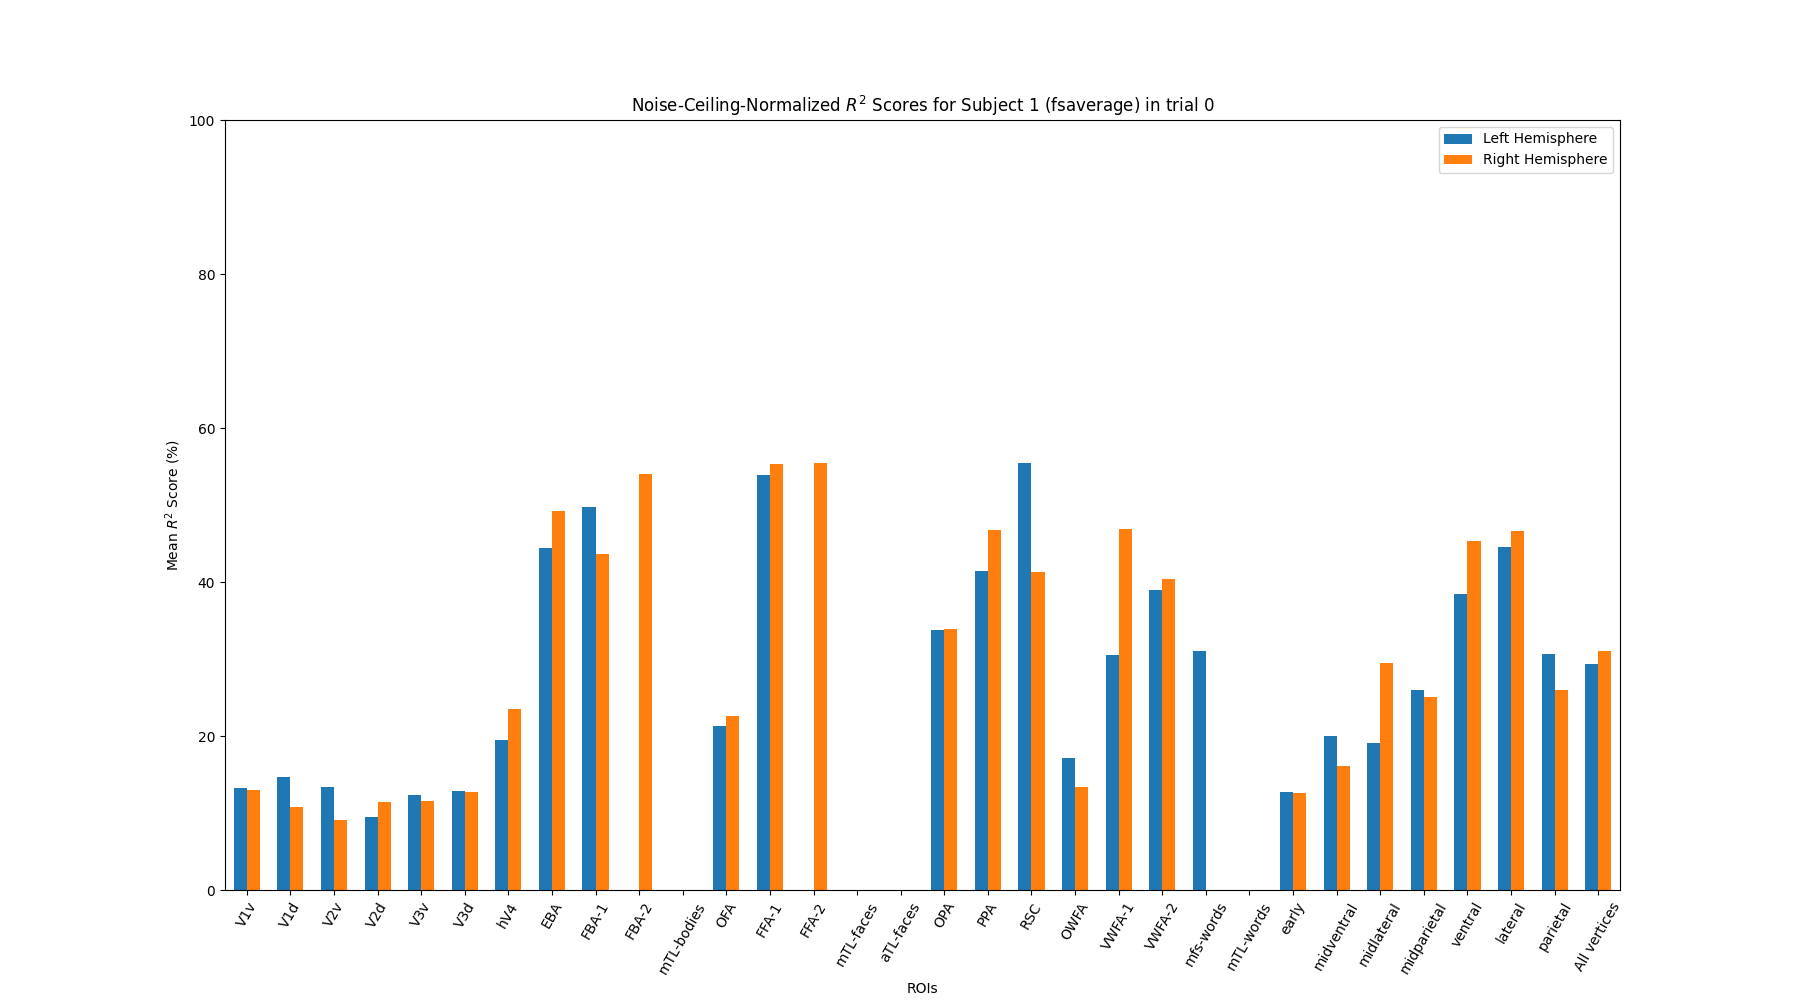 Noise-Ceiling-Normalized R² Scores for Subject 1 (fsaverage) in trial 0
100
80
60
40
20
0
Mean R² Score (%)
Left Hemisphere
Right Hemisphere
V1v
V1d
V2v
V2d
V3v
V3d
hV4
EBA
FBA-1
FBA-2
mTL-bodies
OFA
FFA-1
FFA-2
mTL-faces
aTL-faces
OPA
PPA
RSC
OWFA
VWFA-1
VWFA-2
mfs-words
mTL-words
early
midventral
midlateral
midparietal
ventral
lateral
parietal
All vertices
ROIs